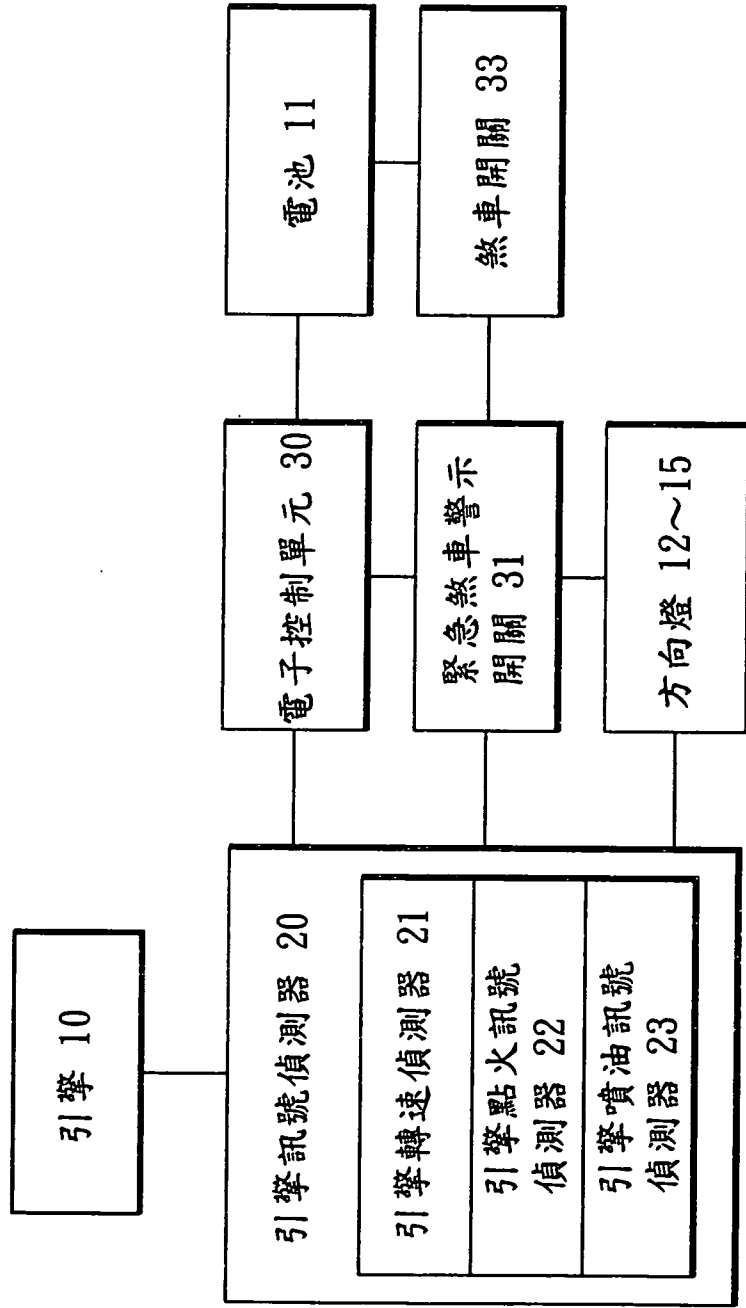 引擎 10
引擎訊號偵測器 20
引擎轉速偵測器 21
引擎點火訊號
偵測器 22
引擎噴油訊號
偵測器 23
電子控制單元 30
緊急煞車警示
開關 31
方向燈 12～15
電池 11
煞車開關 33